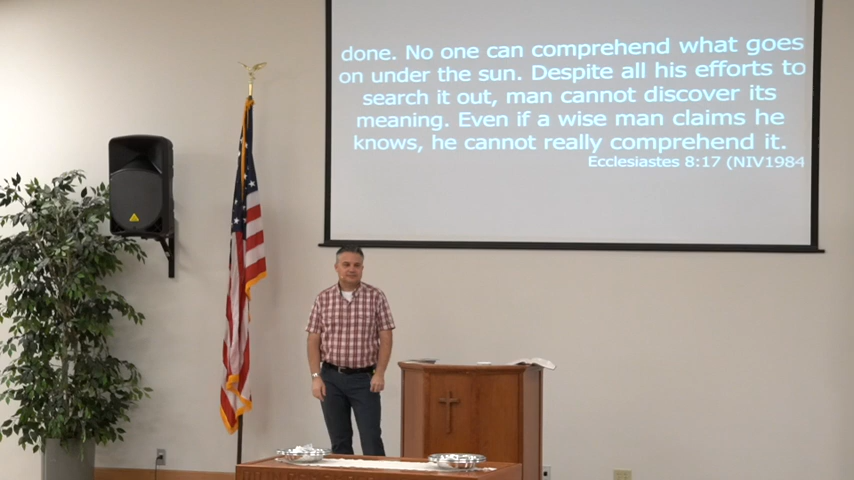 done. No one can comprehend what goes
on under the sun. Despite all his efforts to
search it out, man cannot discover its
meaning. Even if a wise man claims he
knows, he cannot really comprehend it.
Ecclesiastes 8:17 (NIV1984